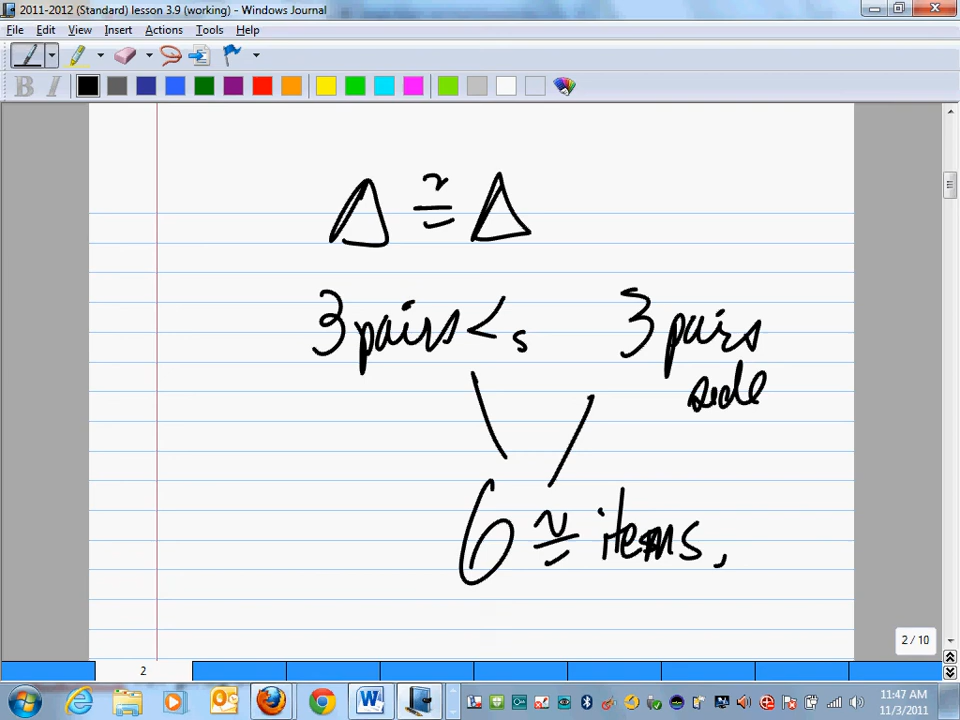 2011-2012 (Standard) lesson 3.9 (working) - Windows Journal
File Edit View Insert Actions Tools Help
B I
Δ ≅ Δ
3 pairs <s 3 pairs
side
6 ≅ items,
2 / 10
2
W
11:47 AM
11/3/2011